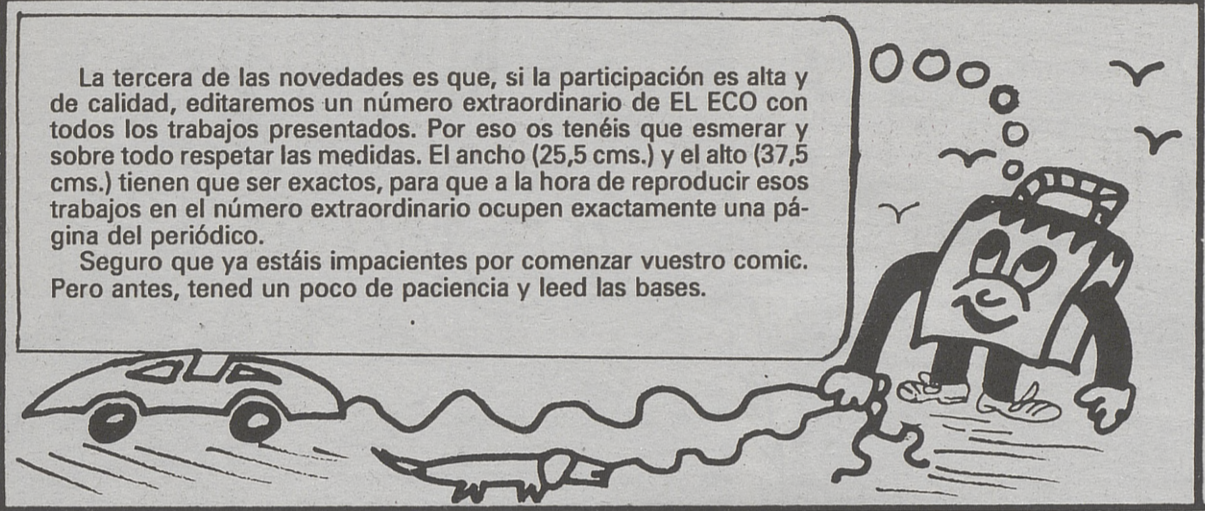 La tercera de las novedades es que, si la participación es alta y
de calidad, editaremos un número extraordinario de EL ECO con
todos los trabajos presentados. Por eso os tenéis que esmerar y
sobre todo respetar las medidas. El ancho (25,5 cms.) y el alto (37,5
cms.) tienen que ser exactos, para que a la hora de reproducir esos
trabajos en el número extraordinario ocupen exactamente una pá-
gina del periódico.
Seguro que ya estáis impacientes por comenzar vuestro comic.
Pero antes, tened un poco de paciencia y leed las bases.